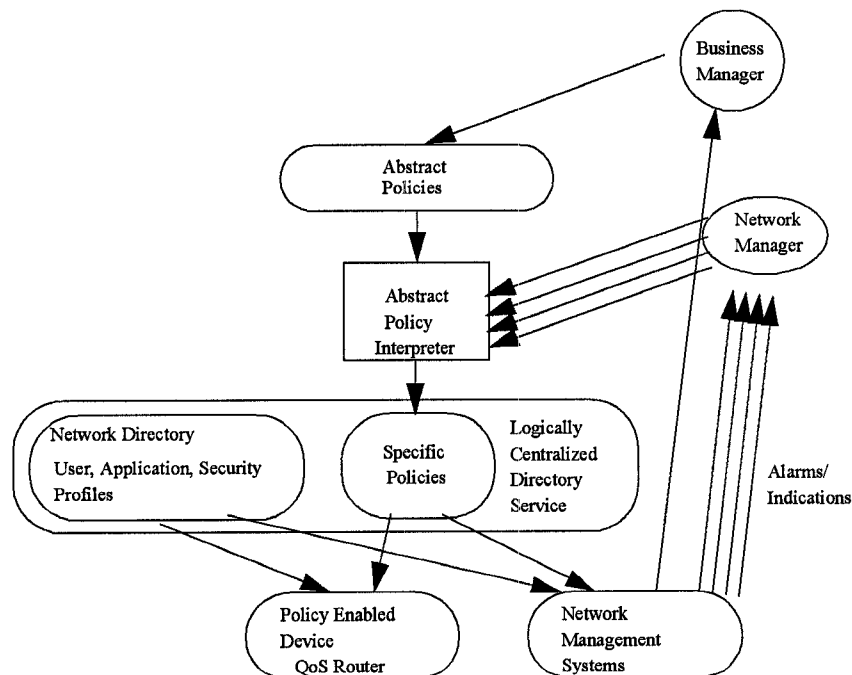 Business
Manager
Abstract
Policies
Network
Manager
Abstract
Policy
Interpreter
Network Directory
User, Application, Security
Profiles
Specific
Policies
Logically
Centralized
Directory
Service
Alarms/
Indications
Policy Enabled
Device
QoS Router
Network
Management
Systems